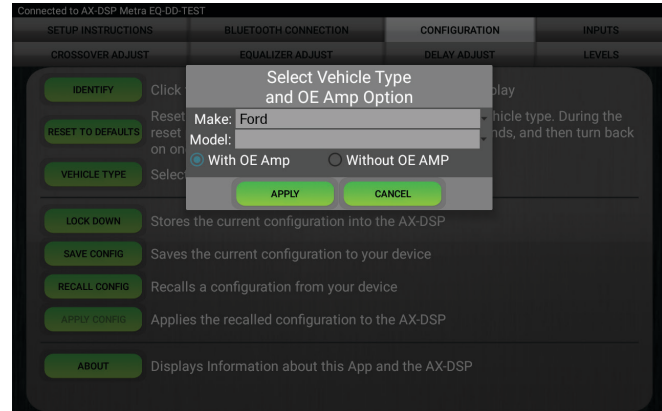 Connected to AX-DSP Metra EQ-DD-TEST
SETUP INSTRUCTIONS BLUETOOTH CONNECTION CONFIGURATION INPUTS
CROSSOVER ADJUST EQUALIZER ADJUST DELAY ADJUST LEVELS
Select Vehicle Type
and OE Amp Option
Make: Ford
Model:
With OE Amp Without OE AMP
APPLY CANCEL
IDENTIFY Click play
Reset hicle type. During the
RESET TO DEFAULTS reset nds, and then turn back
on on
VEHICLE TYPE Select
LOCK DOWN Stores the current configuration into the AX-DSP
SAVE CONFIG Saves the current configuration to your device
RECALL CONFIG Recalls a configuration from your device
APPLY CONFIG Applies the recalled configuration to the AX-DSP
ABOUT Displays Information about this App and the AX-DSP